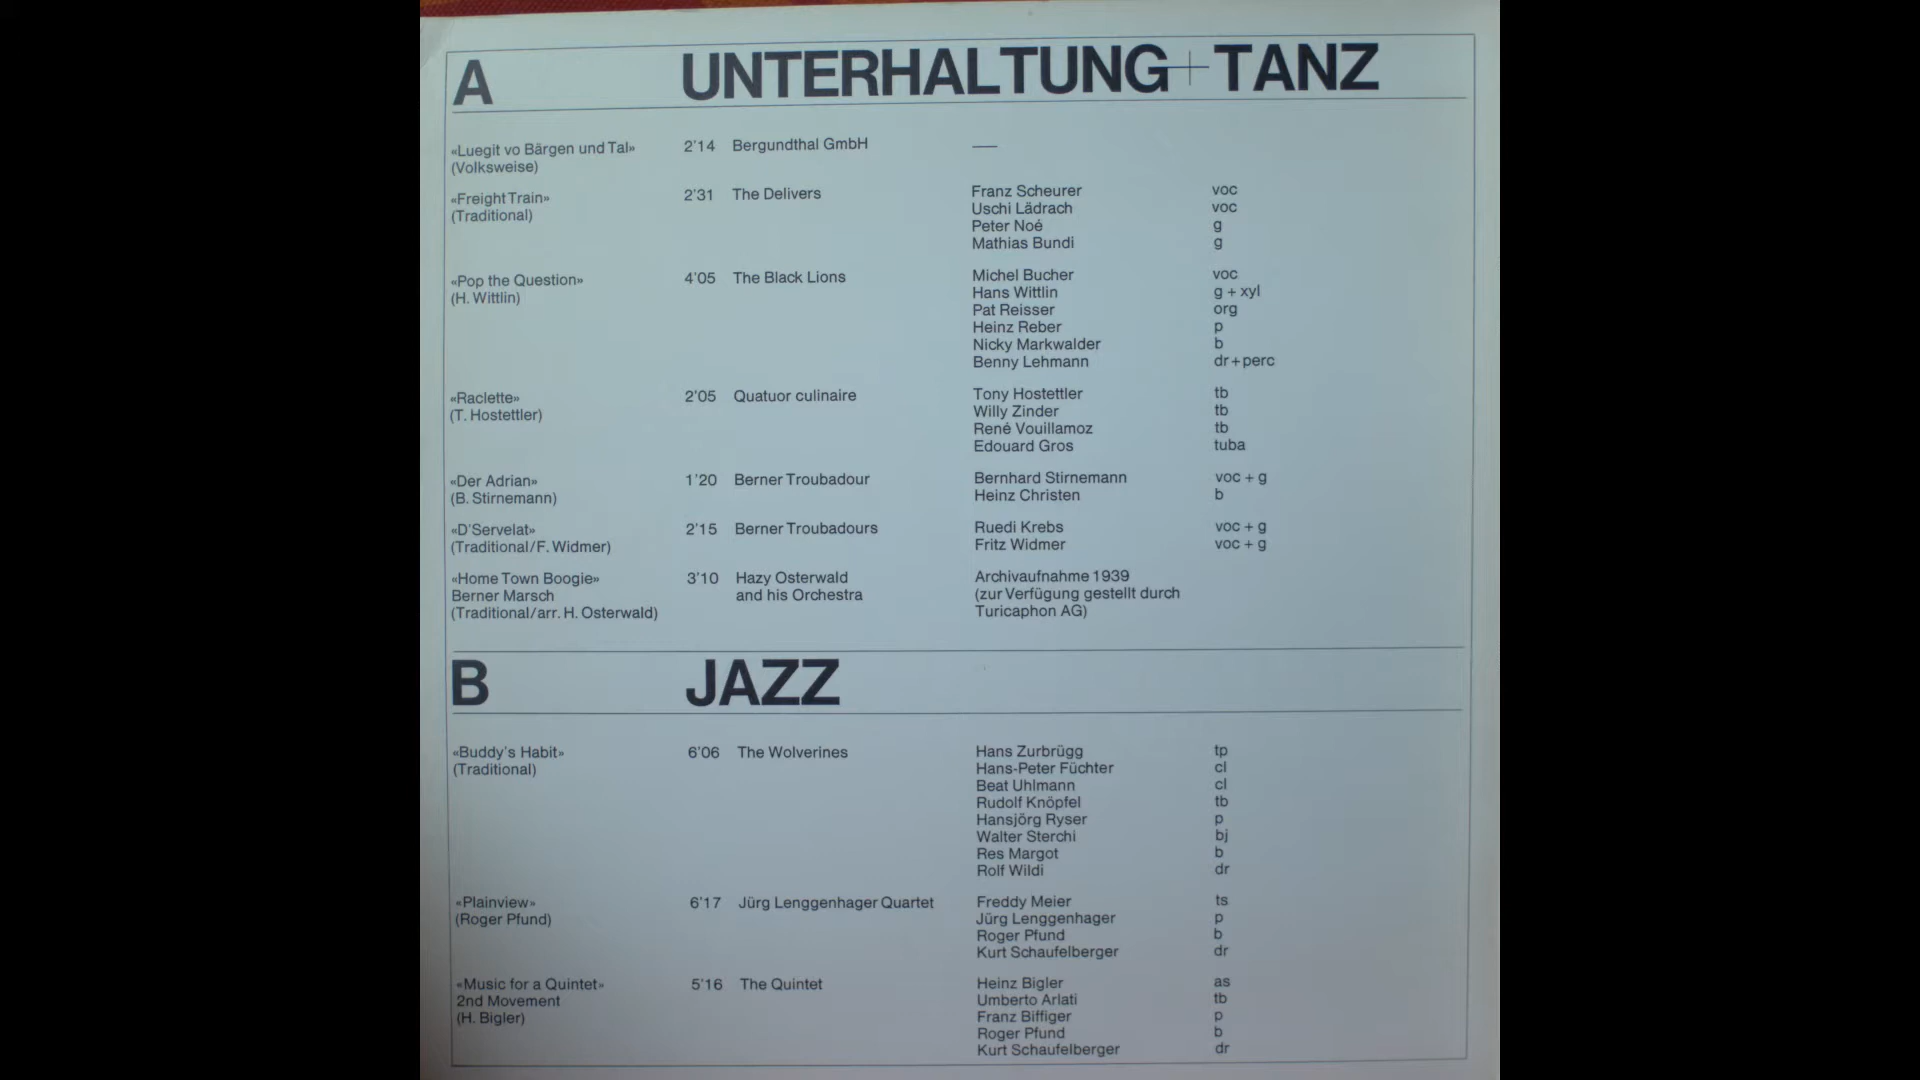 A UNTERHALTUNG+TANZ
«Luegit vo Bärgen und Tal» 2'14 Bergundthal GmbH —
(Volksweise)
«Freight Train» 2'31 The Delivers Franz Scheurer voc
(Traditional) Uschi Lädrach voc
Peter Noé g
Mathias Bundi g
«Pop the Question» 4'05 The Black Lions Michel Bucher voc
(H. Wittlin) Hans Wittlin g + xyl
Pat Reisser org
Heinz Reber p
Nicky Markwalder b
Benny Lehmann dr+perc
«Raclette» 2'05 Quatuor culinaire Tony Hostettler tb
(T. Hostettler) Willy Zinder tb
René Vouillamoz tb
Edouard Gros tuba
«Der Adrian» 1'20 Berner Troubadour Bernhard Stirnemann voc + g
(B. Stirnemann) Heinz Christen b
«D'Servelat» 2'15 Berner Troubadours Ruedi Krebs voc + g
(Traditional/F. Widmer) Fritz Widmer voc + g
«Home Town Boogie» 3'10 Hazy Osterwald Archivaufnahme 1939
Berner Marsch and his Orchestra (zur Verfügung gestellt durch
(Traditional/arr. H. Osterwald) Turicaphon AG)
B JAZZ
«Buddy's Habit» 6'06 The Wolverines Hans Zurbrügg tp
(Traditional) Hans-Peter Füchter cl
Beat Uhlmann cl
Rudolf Knöpfel tb
Hansjörg Ryser p
Walter Sterchi bj
Res Margot b
Rolf Wildi dr
«Plainview» 6'17 Jürg Lenggenhager Quartet Freddy Meier ts
(Roger Pfund) Jürg Lenggenhager p
Roger Pfund b
Kurt Schaufelberger dr
«Music for a Quintet» 5'16 The Quintet Heinz Bigler as
2nd Movement Umberto Arlati tb
(H. Bigler) Franz Biffiger p
Roger Pfund b
Kurt Schaufelberger dr